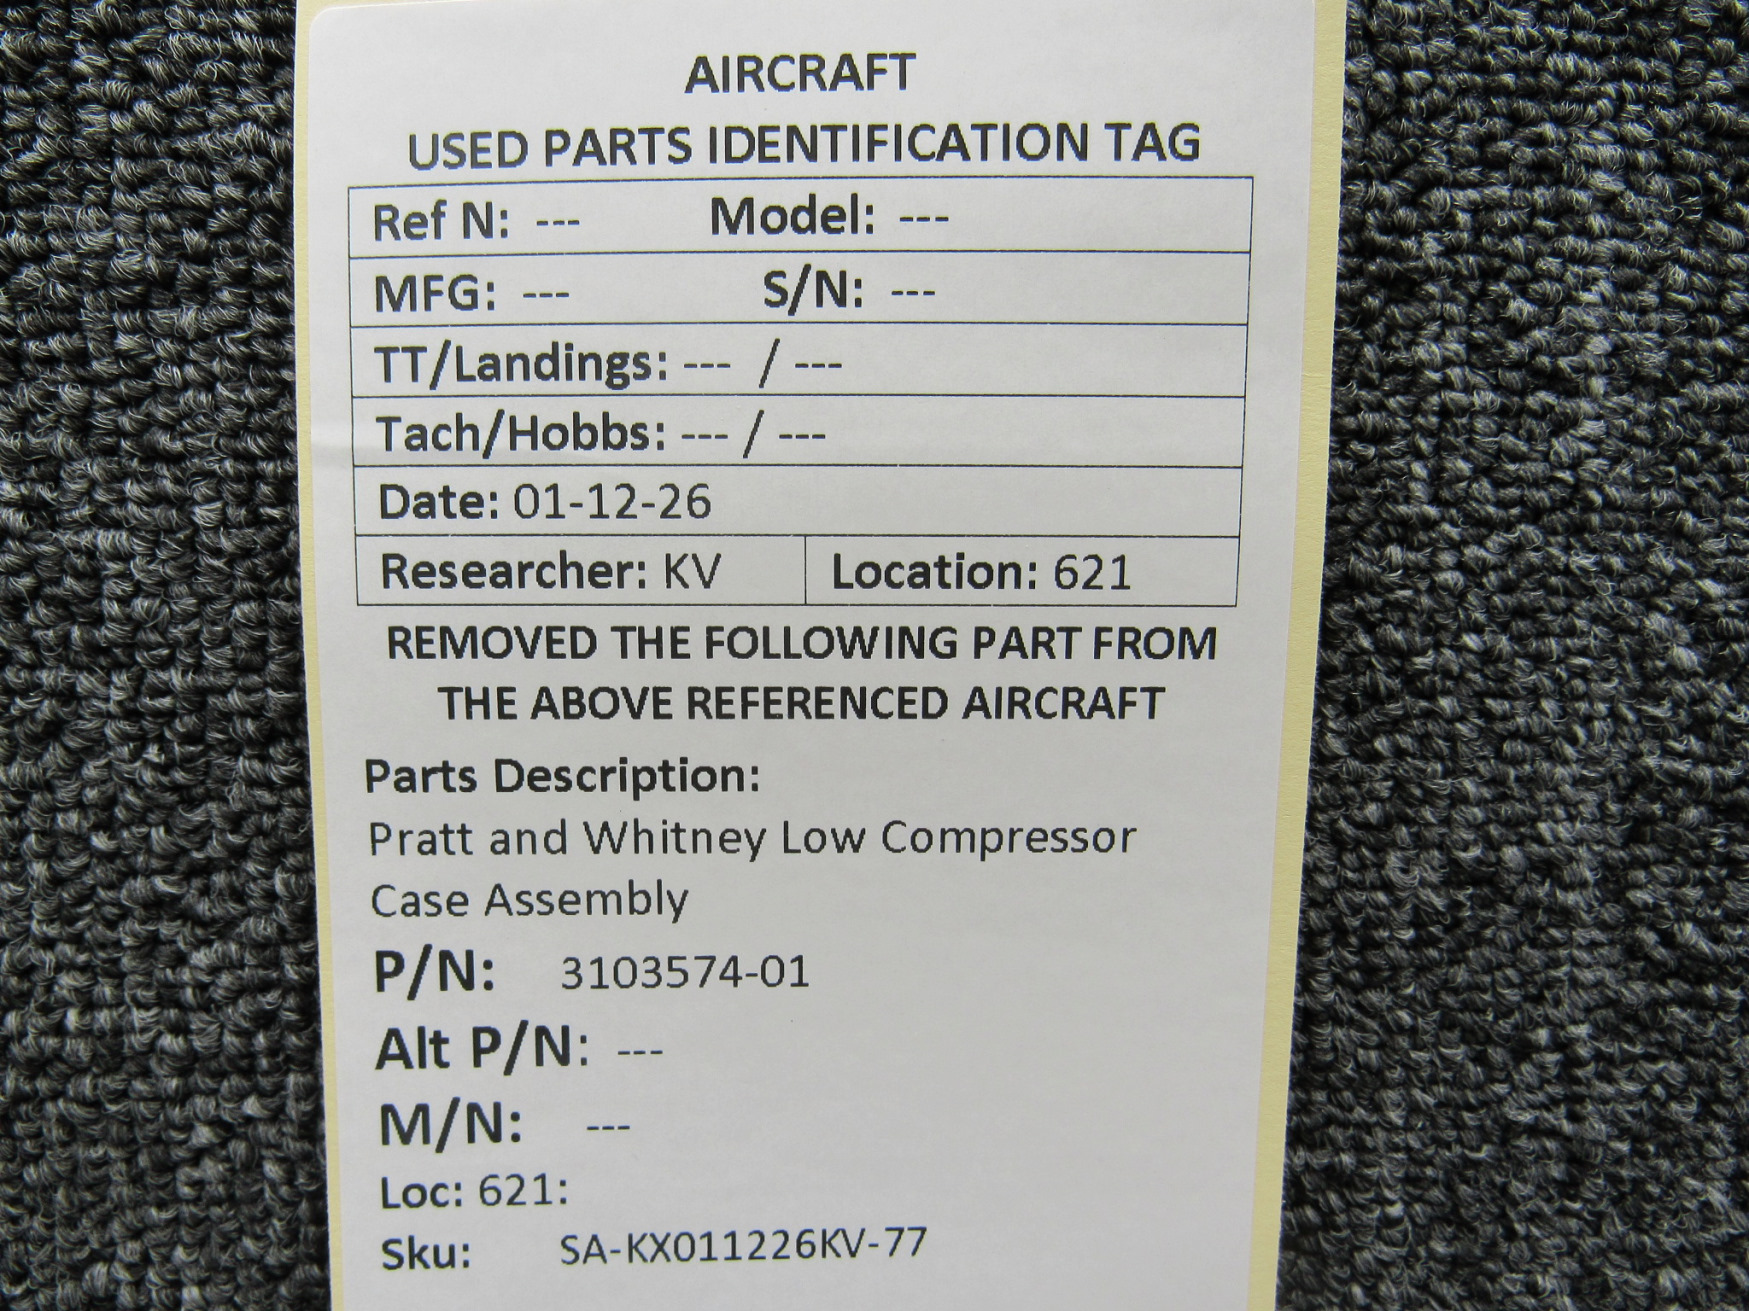 AIRCRAFT
USED PARTS IDENTIFICATION TAG
Ref N: --- Model: ---
MFG: --- S/N: ---
TT/Landings: --- / ---
Tach/Hobbs: --- / ---
Date: 01-12-26
Researcher: KV Location: 621
REMOVED THE FOLLOWING PART FROM
THE ABOVE REFERENCED AIRCRAFT
Parts Description:
Pratt and Whitney Low Compressor
Case Assembly
P/N: 3103574-01
Alt P/N: ---
M/N: ---
Loc: 621:
Sku: SA-KX011226KV-77